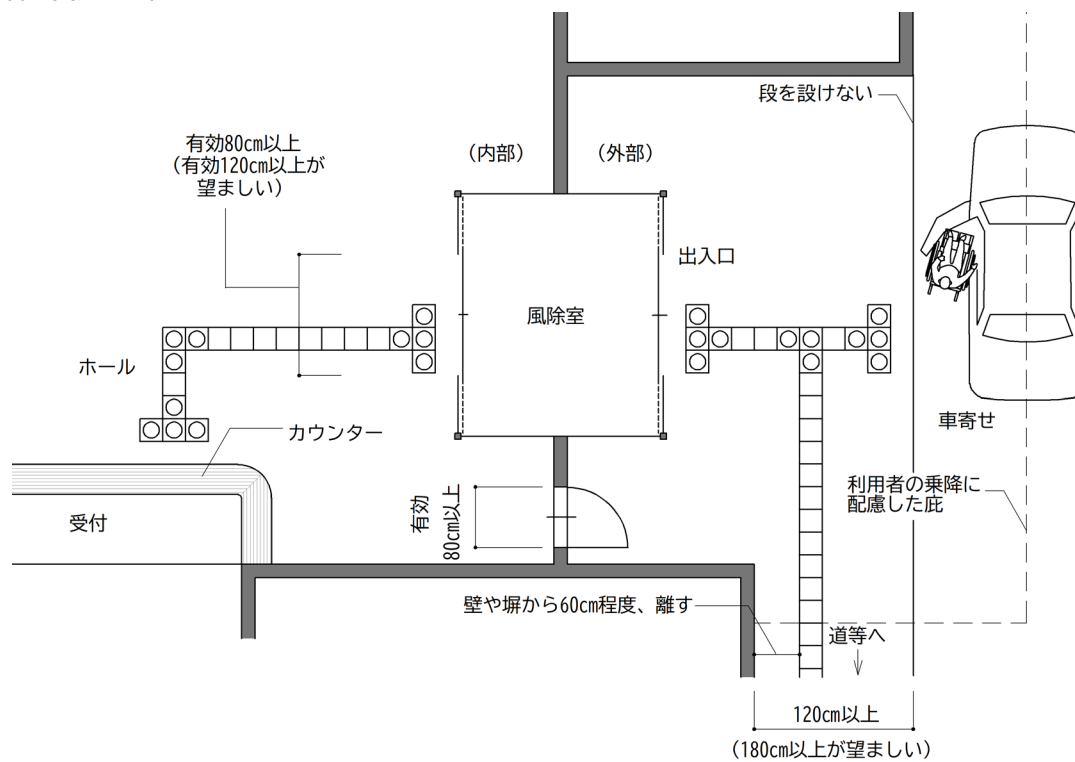 段を設けない
有効80cm以上
（有効120cm以上が
望ましい）
（内部）
（外部）
出入口
風除室
ホール
カウンター
車寄せ
受付
有効
80cm以上
利用者の乗降に
配慮した庇
壁や塀から60cm程度、離す
道等へ
120cm以上
（180cm以上が望ましい）